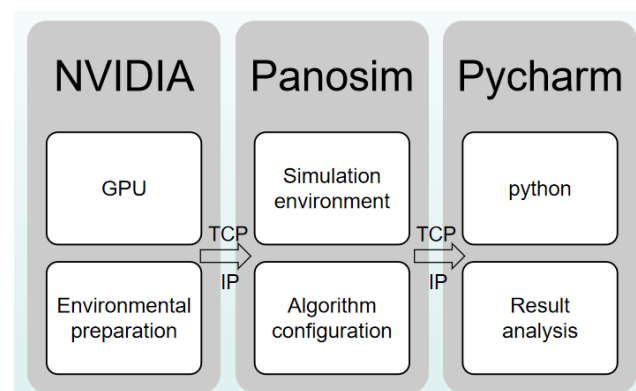 NVIDIA
Panosim
Pycharm
GPU
Simulation
environment
python
TCP
TCP
IP
IP
Environmental
preparation
Algorithm
configuration
Result
analysis